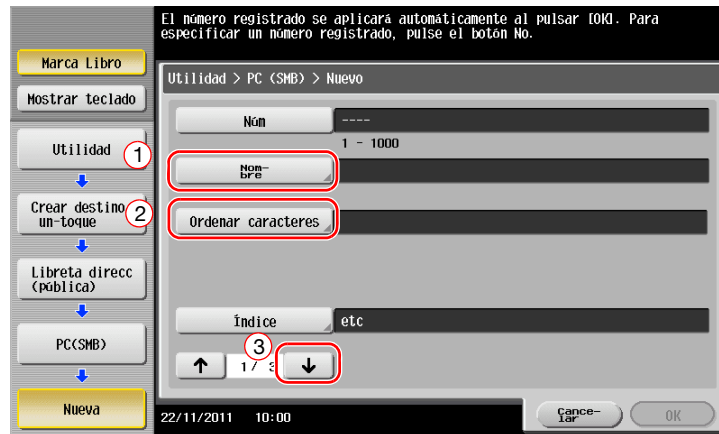 El número registrado se aplicará automáticamente al pulsar [OK]. Para
especificar un número registrado, pulse el botón No.
Marca Libro
Mostrar teclado
Utilidad
1
Crear destino
un-toque
2
Libreta direcc
(pública)
PC(SMB)
Nueva
Utilidad > PC (SMB) > Nuevo
Núm
----
1 - 1000
Nom-
bre
Ordenar caracteres
Índice
etc
3
↑
1/ 3
↓
22/11/2011 10:00
Cance-
lar
OK